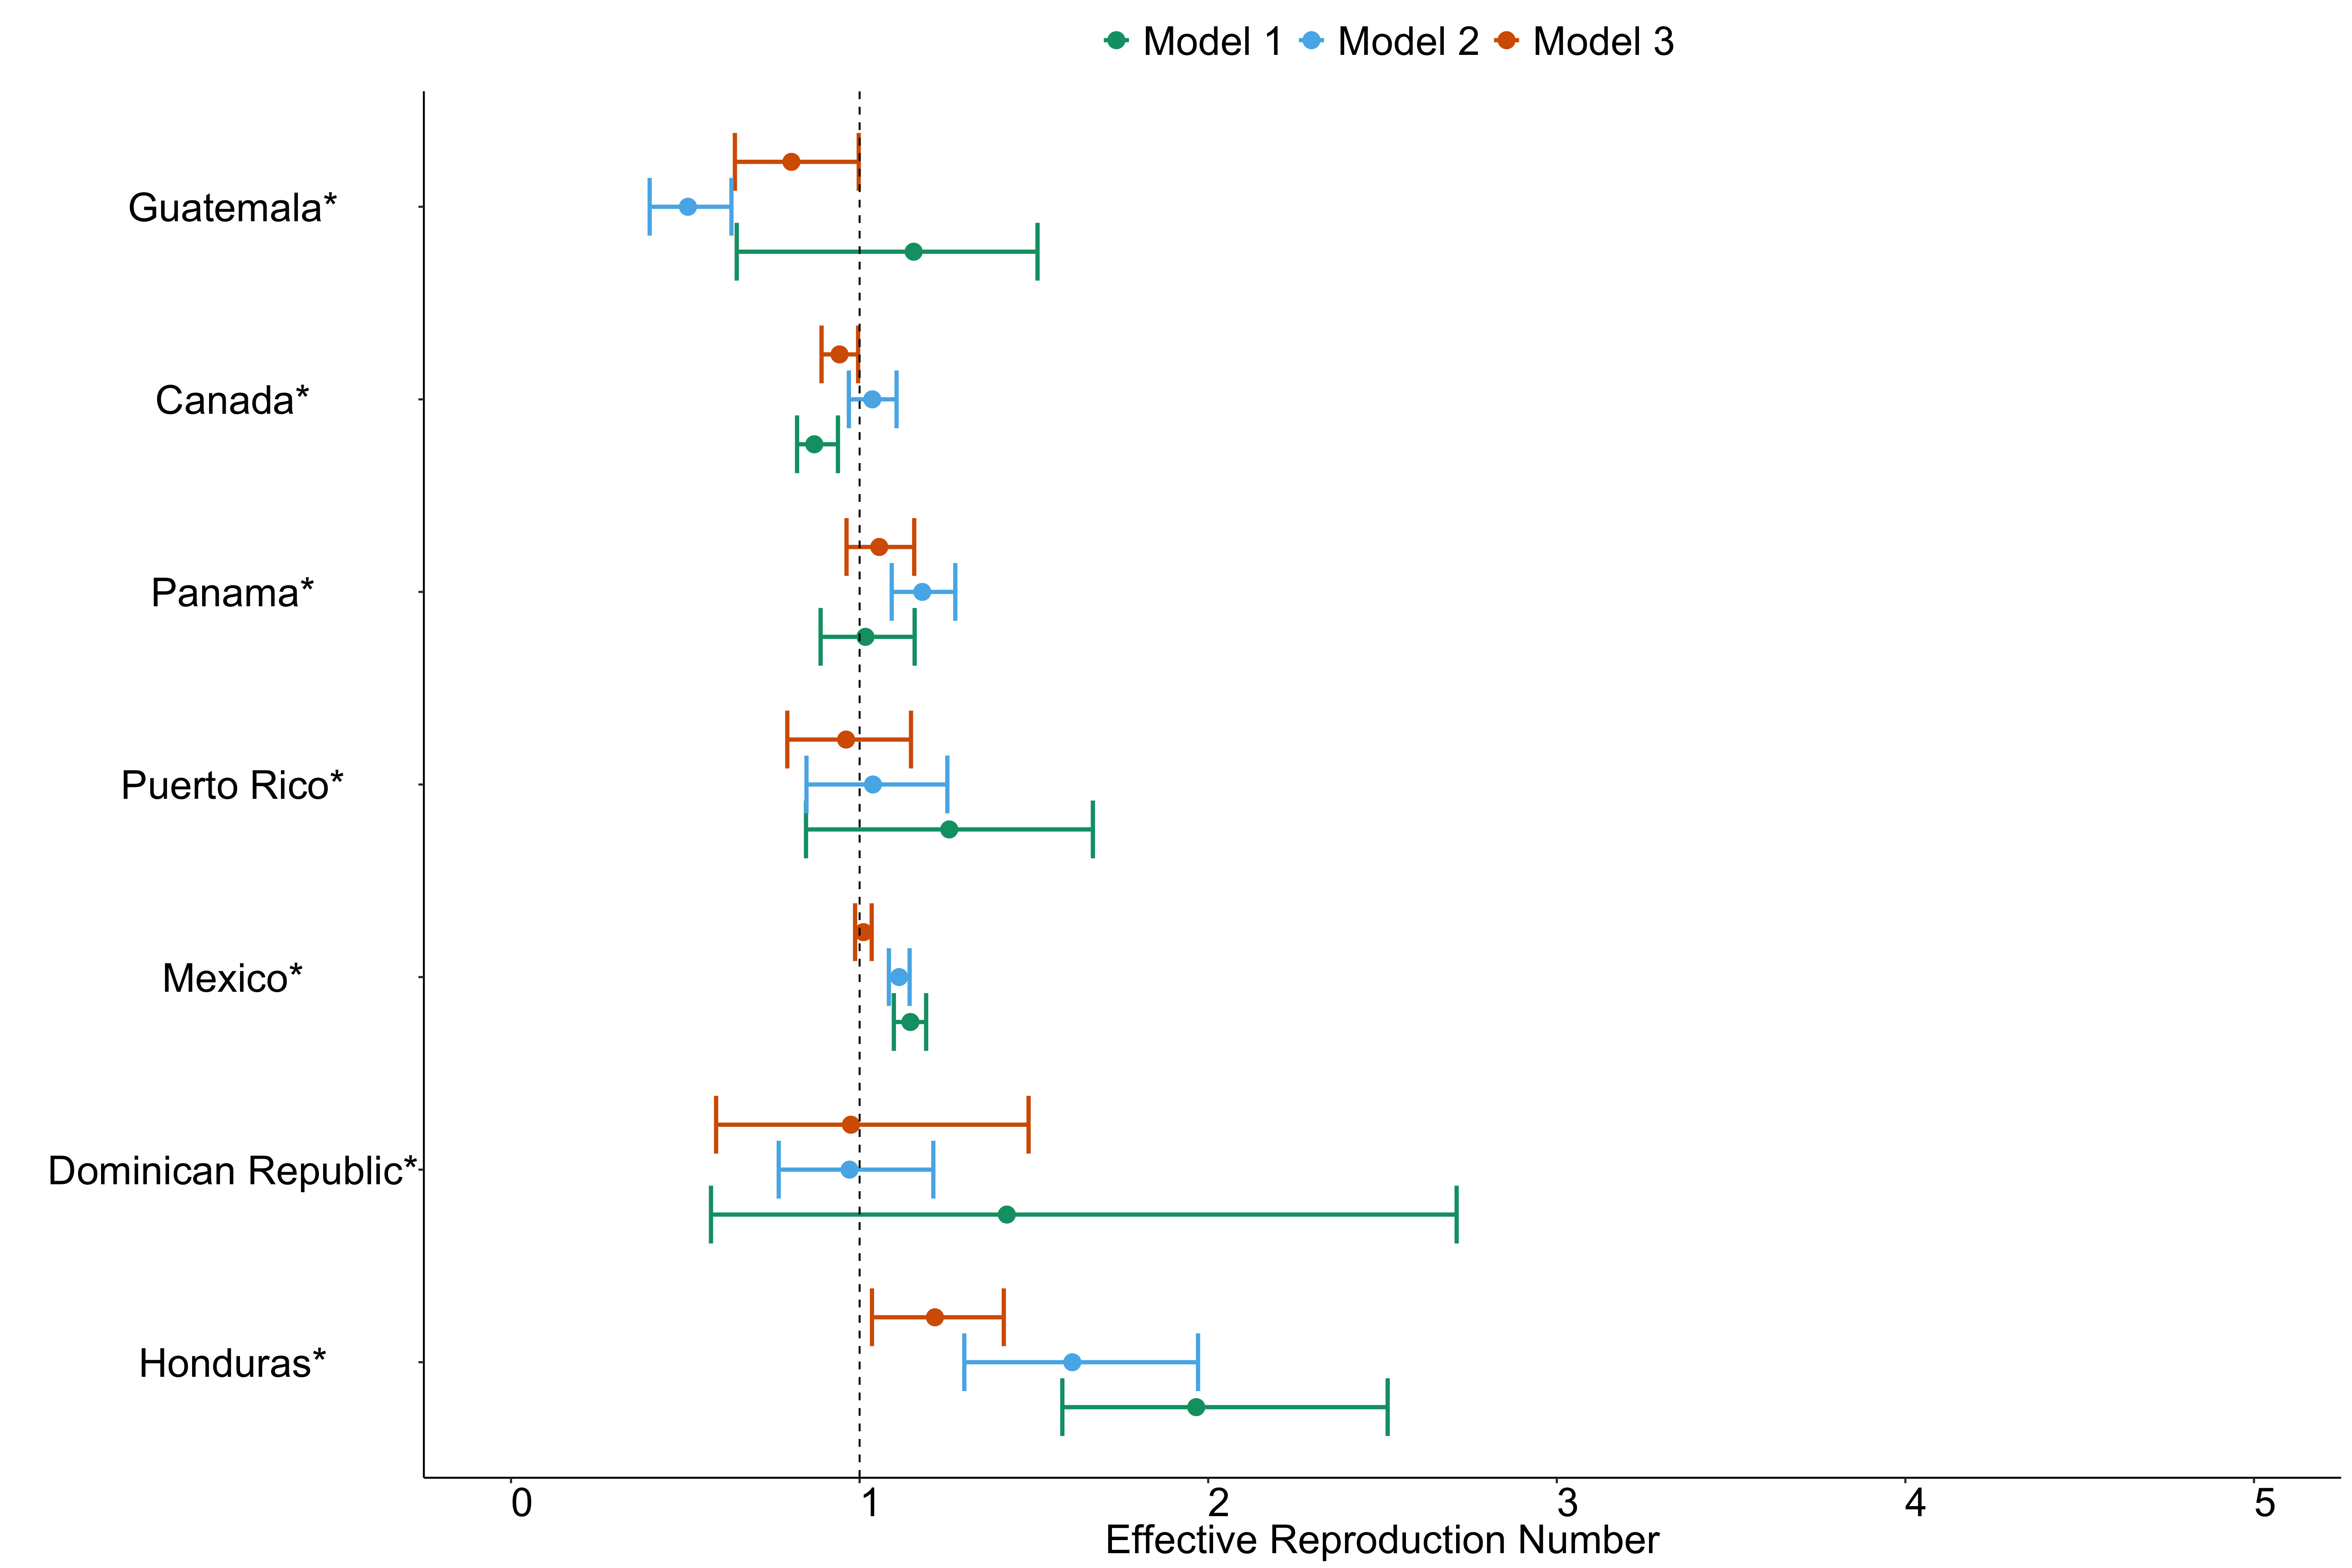 Model 1 Model 2 Model 3
Guatemala*
Canada*
Panama*
Puerto Rico*
Mexico*
Dominican Republic*
Honduras*
0 1 2 3 4 5
Effective Reproduction Number